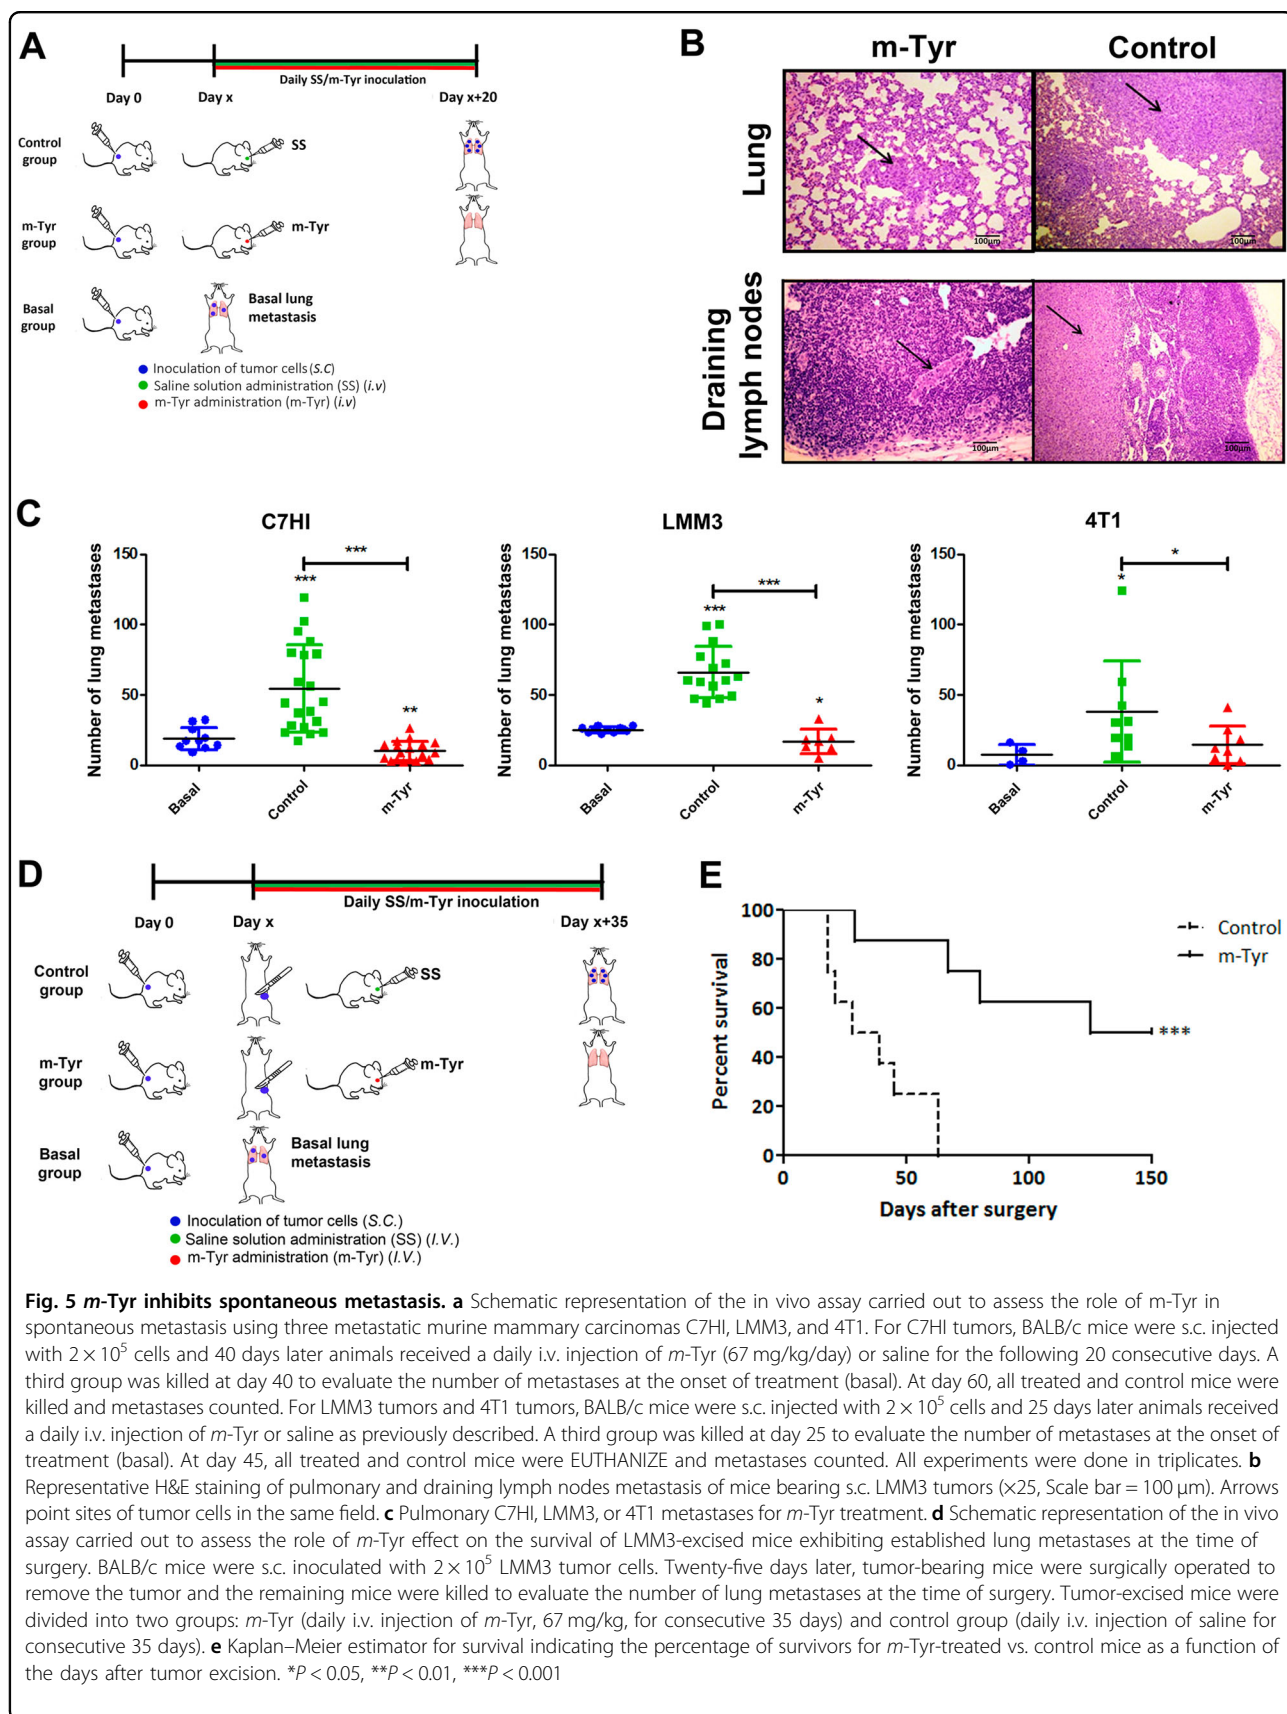 A
Daily SS/m-Tyr inoculation
Day 0
Day x
Day x+20
Control
group
SS
m-Tyr
group
m-Tyr
Basal
group
Basal lung
metastasis
Inoculation of tumor cells (S.C)
Saline solution administration (SS) (i.v)
m-Tyr administration (m-Tyr) (i.v)
B
m-Tyr
Control
Lung
100µm
100µm
Draining
lymph nodes
100µm
100µm
C
C7HI
Number of lung metastases
150
100
50
0
***
***
**
Basal
Control
m-Tyr
LMM3
Number of lung metastases
150
100
50
0
***
***
*
Basal
Control
m-Tyr
4T1
Number of lung metastases
150
100
50
0
*
*
Basal
Control
m-Tyr
D
Daily SS/m-Tyr inoculation
Day 0
Day x
Day x+35
Control
group
SS
m-Tyr
group
m-Tyr
Basal
group
Basal lung
metastasis
Inoculation of tumor cells (S.C.)
Saline solution administration (SS) (I.V.)
m-Tyr administration (m-Tyr) (I.V.)
E
Percent survival
100
80
60
40
20
0
0
50
100
150
Days after surgery
Control
m-Tyr
***
Fig. 5 m-Tyr inhibits spontaneous metastasis. a Schematic representation of the in vivo assay carried out to assess the role of m-Tyr in
spontaneous metastasis using three metastatic murine mammary carcinomas C7HI, LMM3, and 4T1. For C7HI tumors, BALB/c mice were s.c. injected
with 2 × 10⁵ cells and 40 days later animals received a daily i.v. injection of m-Tyr (67 mg/kg/day) or saline for the following 20 consecutive days. A
third group was killed at day 40 to evaluate the number of metastases at the onset of treatment (basal). At day 60, all treated and control mice were
killed and metastases counted. For LMM3 tumors and 4T1 tumors, BALB/c mice were s.c. injected with 2 × 10⁵ cells and 25 days later animals received
a daily i.v. injection of m-Tyr or saline as previously described. A third group was killed at day 25 to evaluate the number of metastases at the onset of
treatment (basal). At day 45, all treated and control mice were EUTHANIZE and metastases counted. All experiments were done in triplicates. b
Representative H&E staining of pulmonary and draining lymph nodes metastasis of mice bearing s.c. LMM3 tumors (×25, Scale bar = 100 µm). Arrows
point sites of tumor cells in the same field. c Pulmonary C7HI, LMM3, or 4T1 metastases for m-Tyr treatment. d Schematic representation of the in vivo
assay carried out to assess the role of m-Tyr effect on the survival of LMM3-excised mice exhibiting established lung metastases at the time of
surgery. BALB/c mice were s.c. inoculated with 2 × 10⁵ LMM3 tumor cells. Twenty-five days later, tumor-bearing mice were surgically operated to
remove the tumor and the remaining mice were killed to evaluate the number of lung metastases at the time of surgery. Tumor-excised mice were
divided into two groups: m-Tyr (daily i.v. injection of m-Tyr, 67 mg/kg, for consecutive 35 days) and control group (daily i.v. injection of saline for
consecutive 35 days). e Kaplan–Meier estimator for survival indicating the percentage of survivors for m-Tyr-treated vs. control mice as a function of
the days after tumor excision. *P < 0.05, **P < 0.01, ***P < 0.001